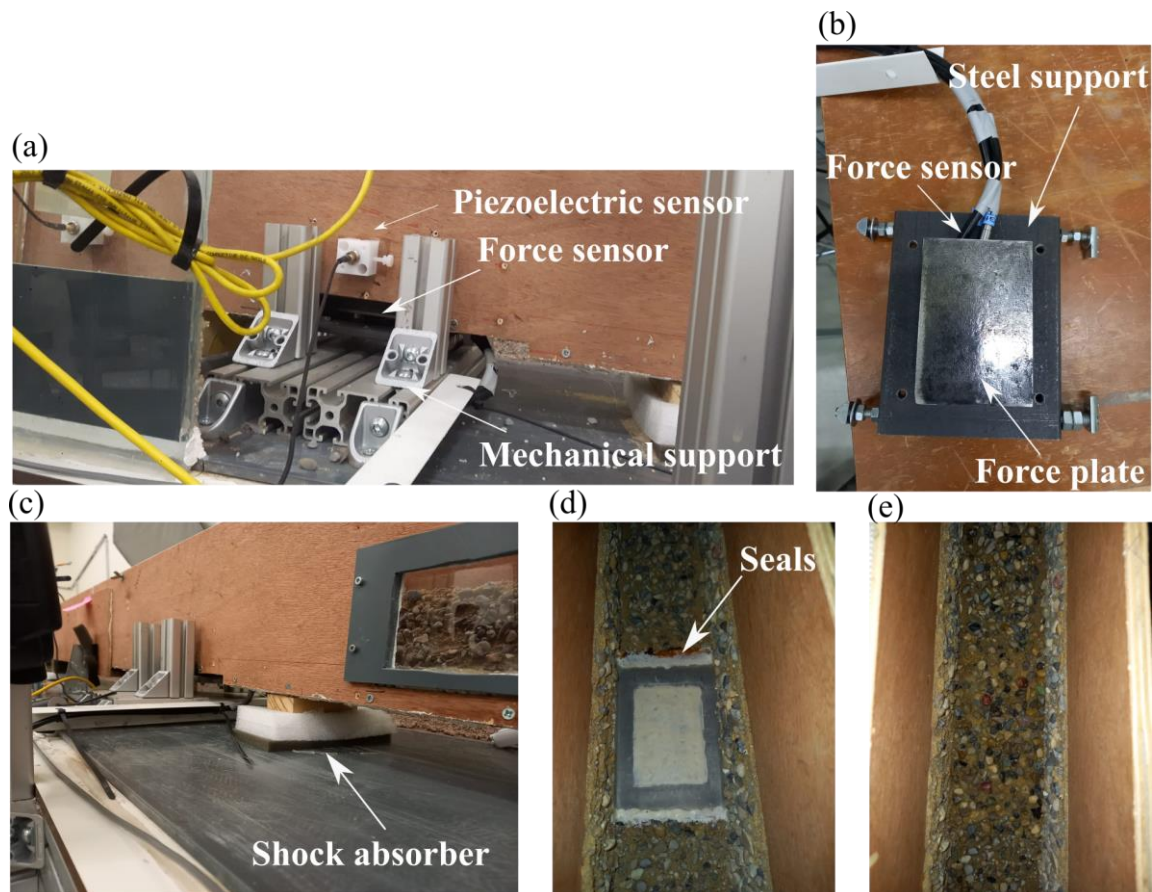 (a)
Piezoelectric sensor
Force sensor
Mechanical support
(b)
Steel support
Force sensor
Force plate
(c)
Shock absorber
(d)
Seals
(e)